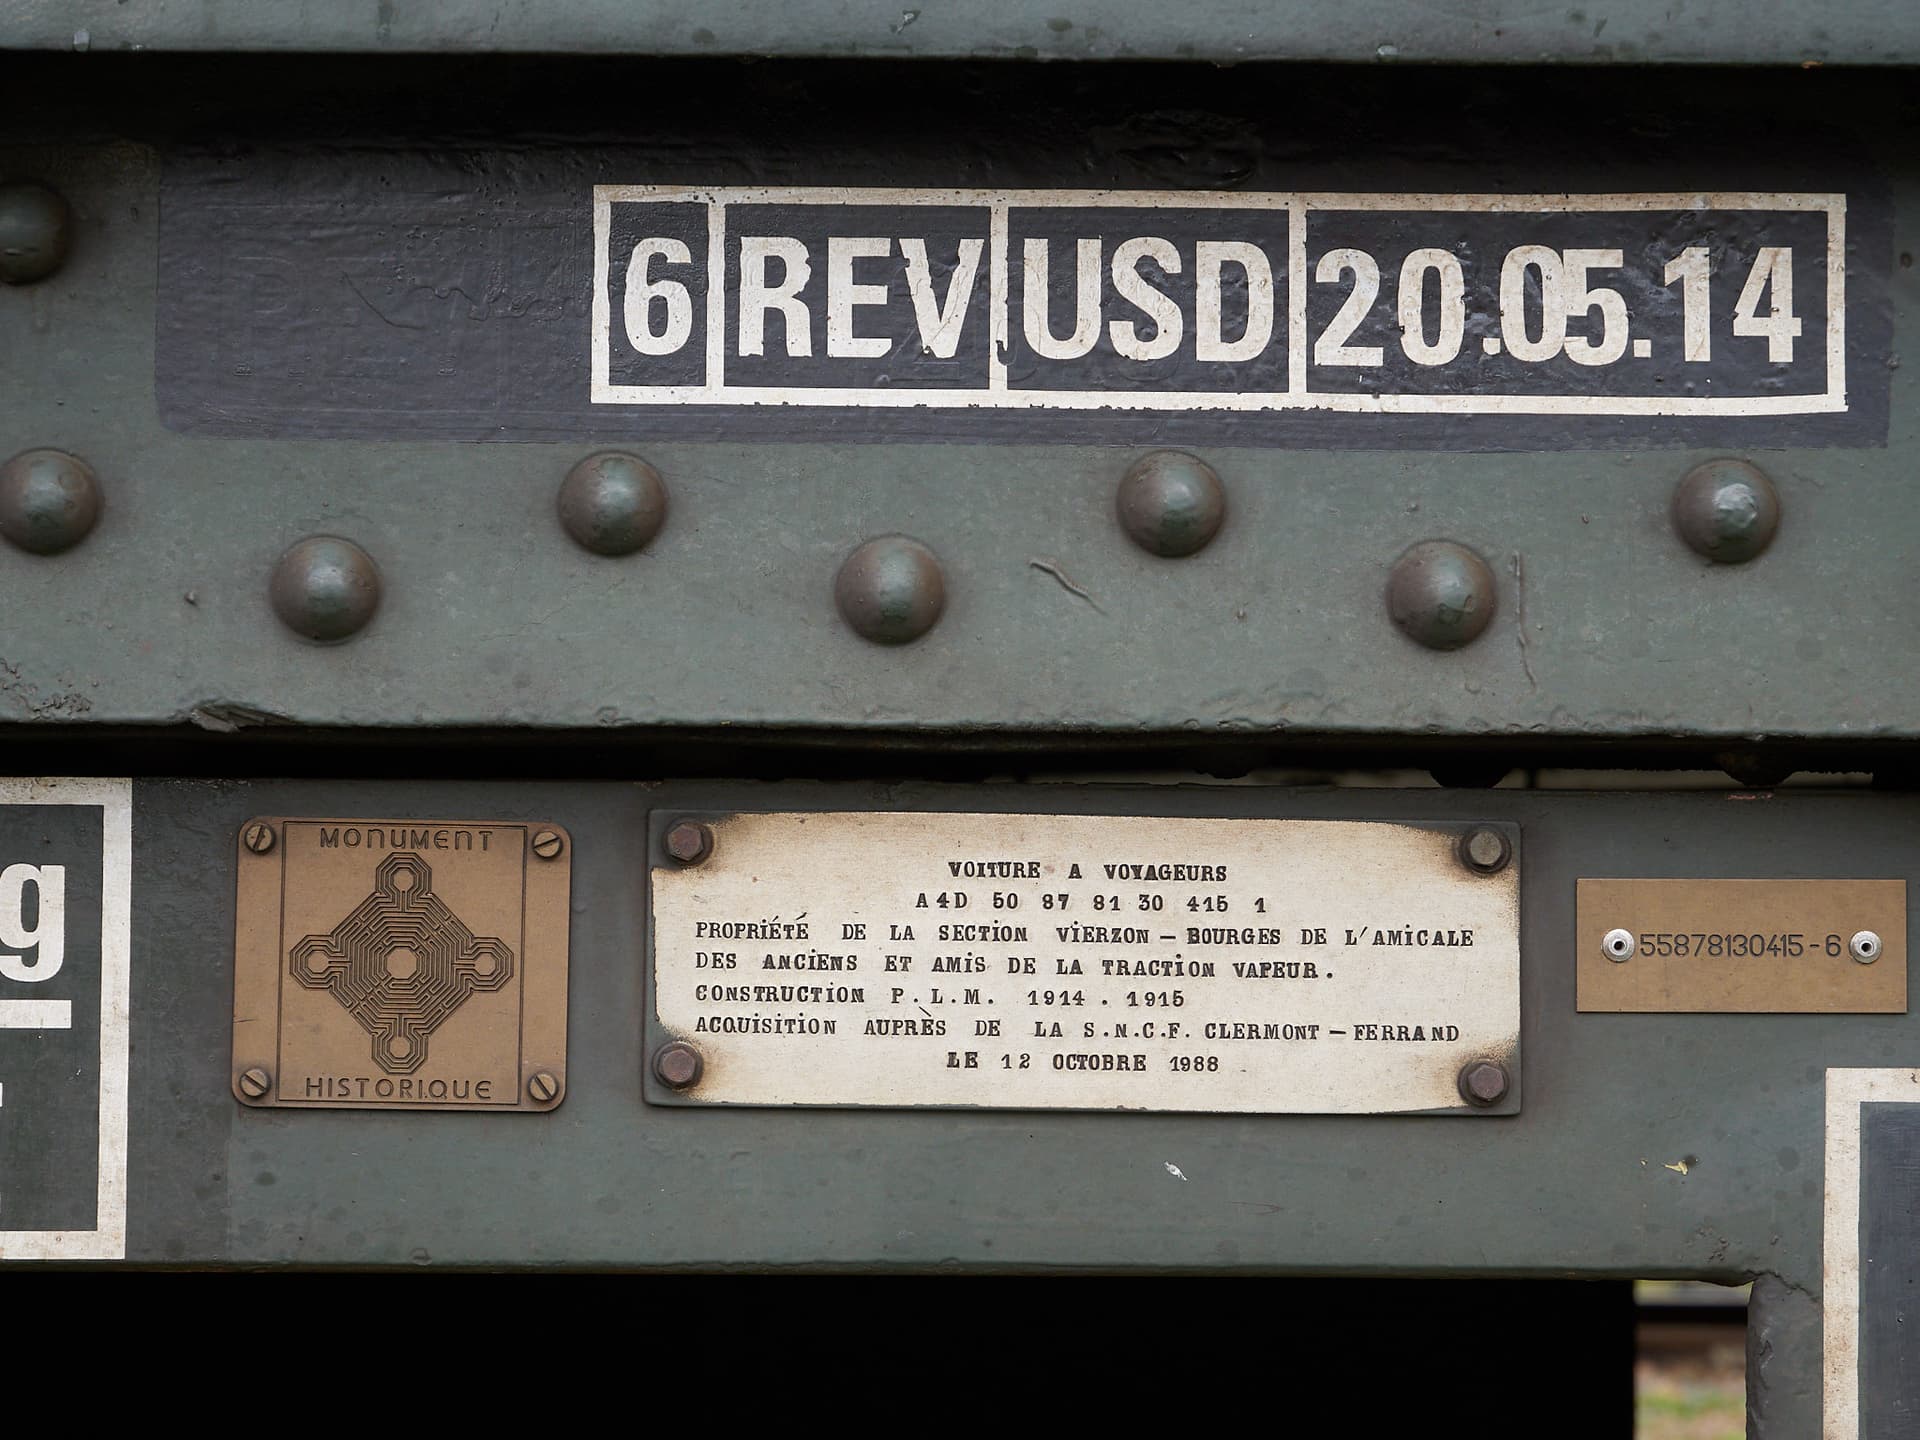 6 REV USD 20.05.14
g
MONUMENT
HISTORIQUE
VOITURE A VOYAGEURS
A4D 50 87 81 30 415 1
PROPRIÉTÉ DE LA SECTION VIERZON – BOURGES DE L'AMICALE
DES ANCIENS ET AMIS DE LA TRACTION VAPEUR.
CONSTRUCTION P.L.M. 1914 . 1915
ACQUISITION AUPRÈS DE LA S.N.C.F. CLERMONT – FERRAND
LE 12 OCTOBRE 1988
55878130415-6